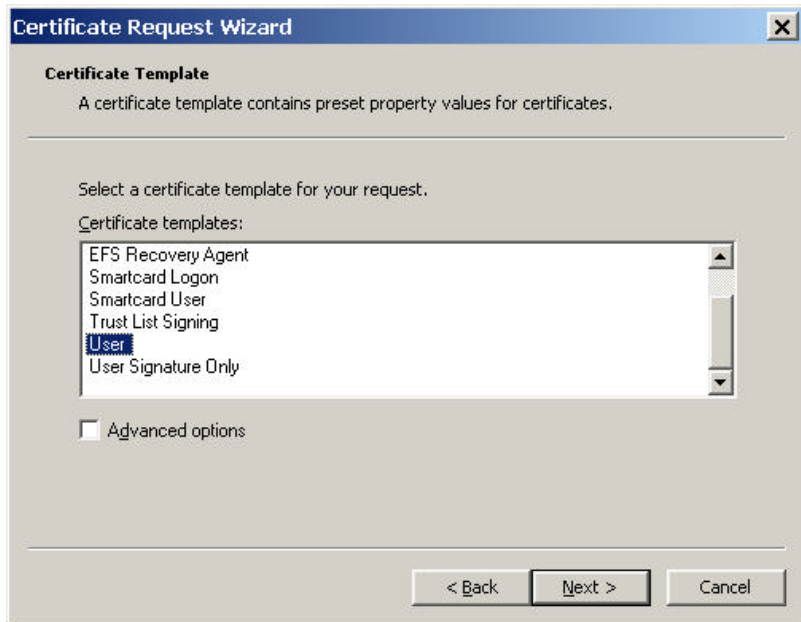 Certificate Request Wizard
Certificate Template
A certificate template contains preset property values for certificates.
Select a certificate template for your request.
Certificate templates:
EFS Recovery Agent
Smartcard Logon
Smartcard User
Trust List Signing
User
User Signature Only
Advanced options
< Back Next > Cancel